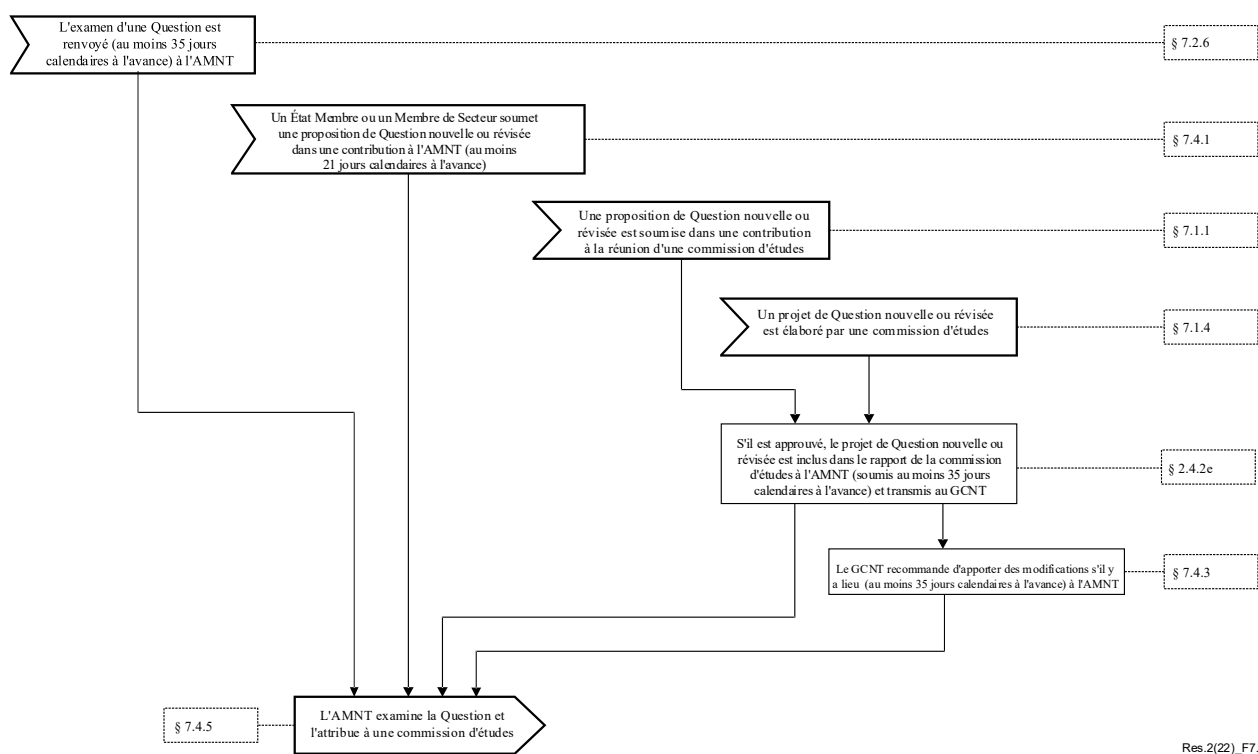 L'examen d'une Question est
renvoyé (au moins 35 jours
calendaires à l'avance) à l'AMNT
§ 7.2.6
Un État Membre ou un Membre de Secteur soumet
une proposition de Question nouvelle ou révisée
dans une contribution à l'AMNT (au moins
21 jours calendaires à l'avance)
§ 7.4.1
Une proposition de Question nouvelle ou
révisée est soumise dans une contribution
à la réunion d'une commission d'études
§ 7.1.1
Un projet de Question nouvelle ou révisée
est élaboré par une commission d'études
§ 7.1.4
S'il est approuvé, le projet de Question nouvelle ou
révisée est inclus dans le rapport de la commission
d'études à l'AMNT (soumis au moins 35 jours
calendaires à l'avance) et transmis au GCNT
§ 2.4.2e
Le GCNT recommande d'apporter des modifications s'il y
a lieu (au moins 35 jours calendaires à l'avance) à l'AMNT
§ 7.4.3
L'AMNT examine la Question et
l'attribue à une commission d'études
§ 7.4.5
Res.2(22)_F7.